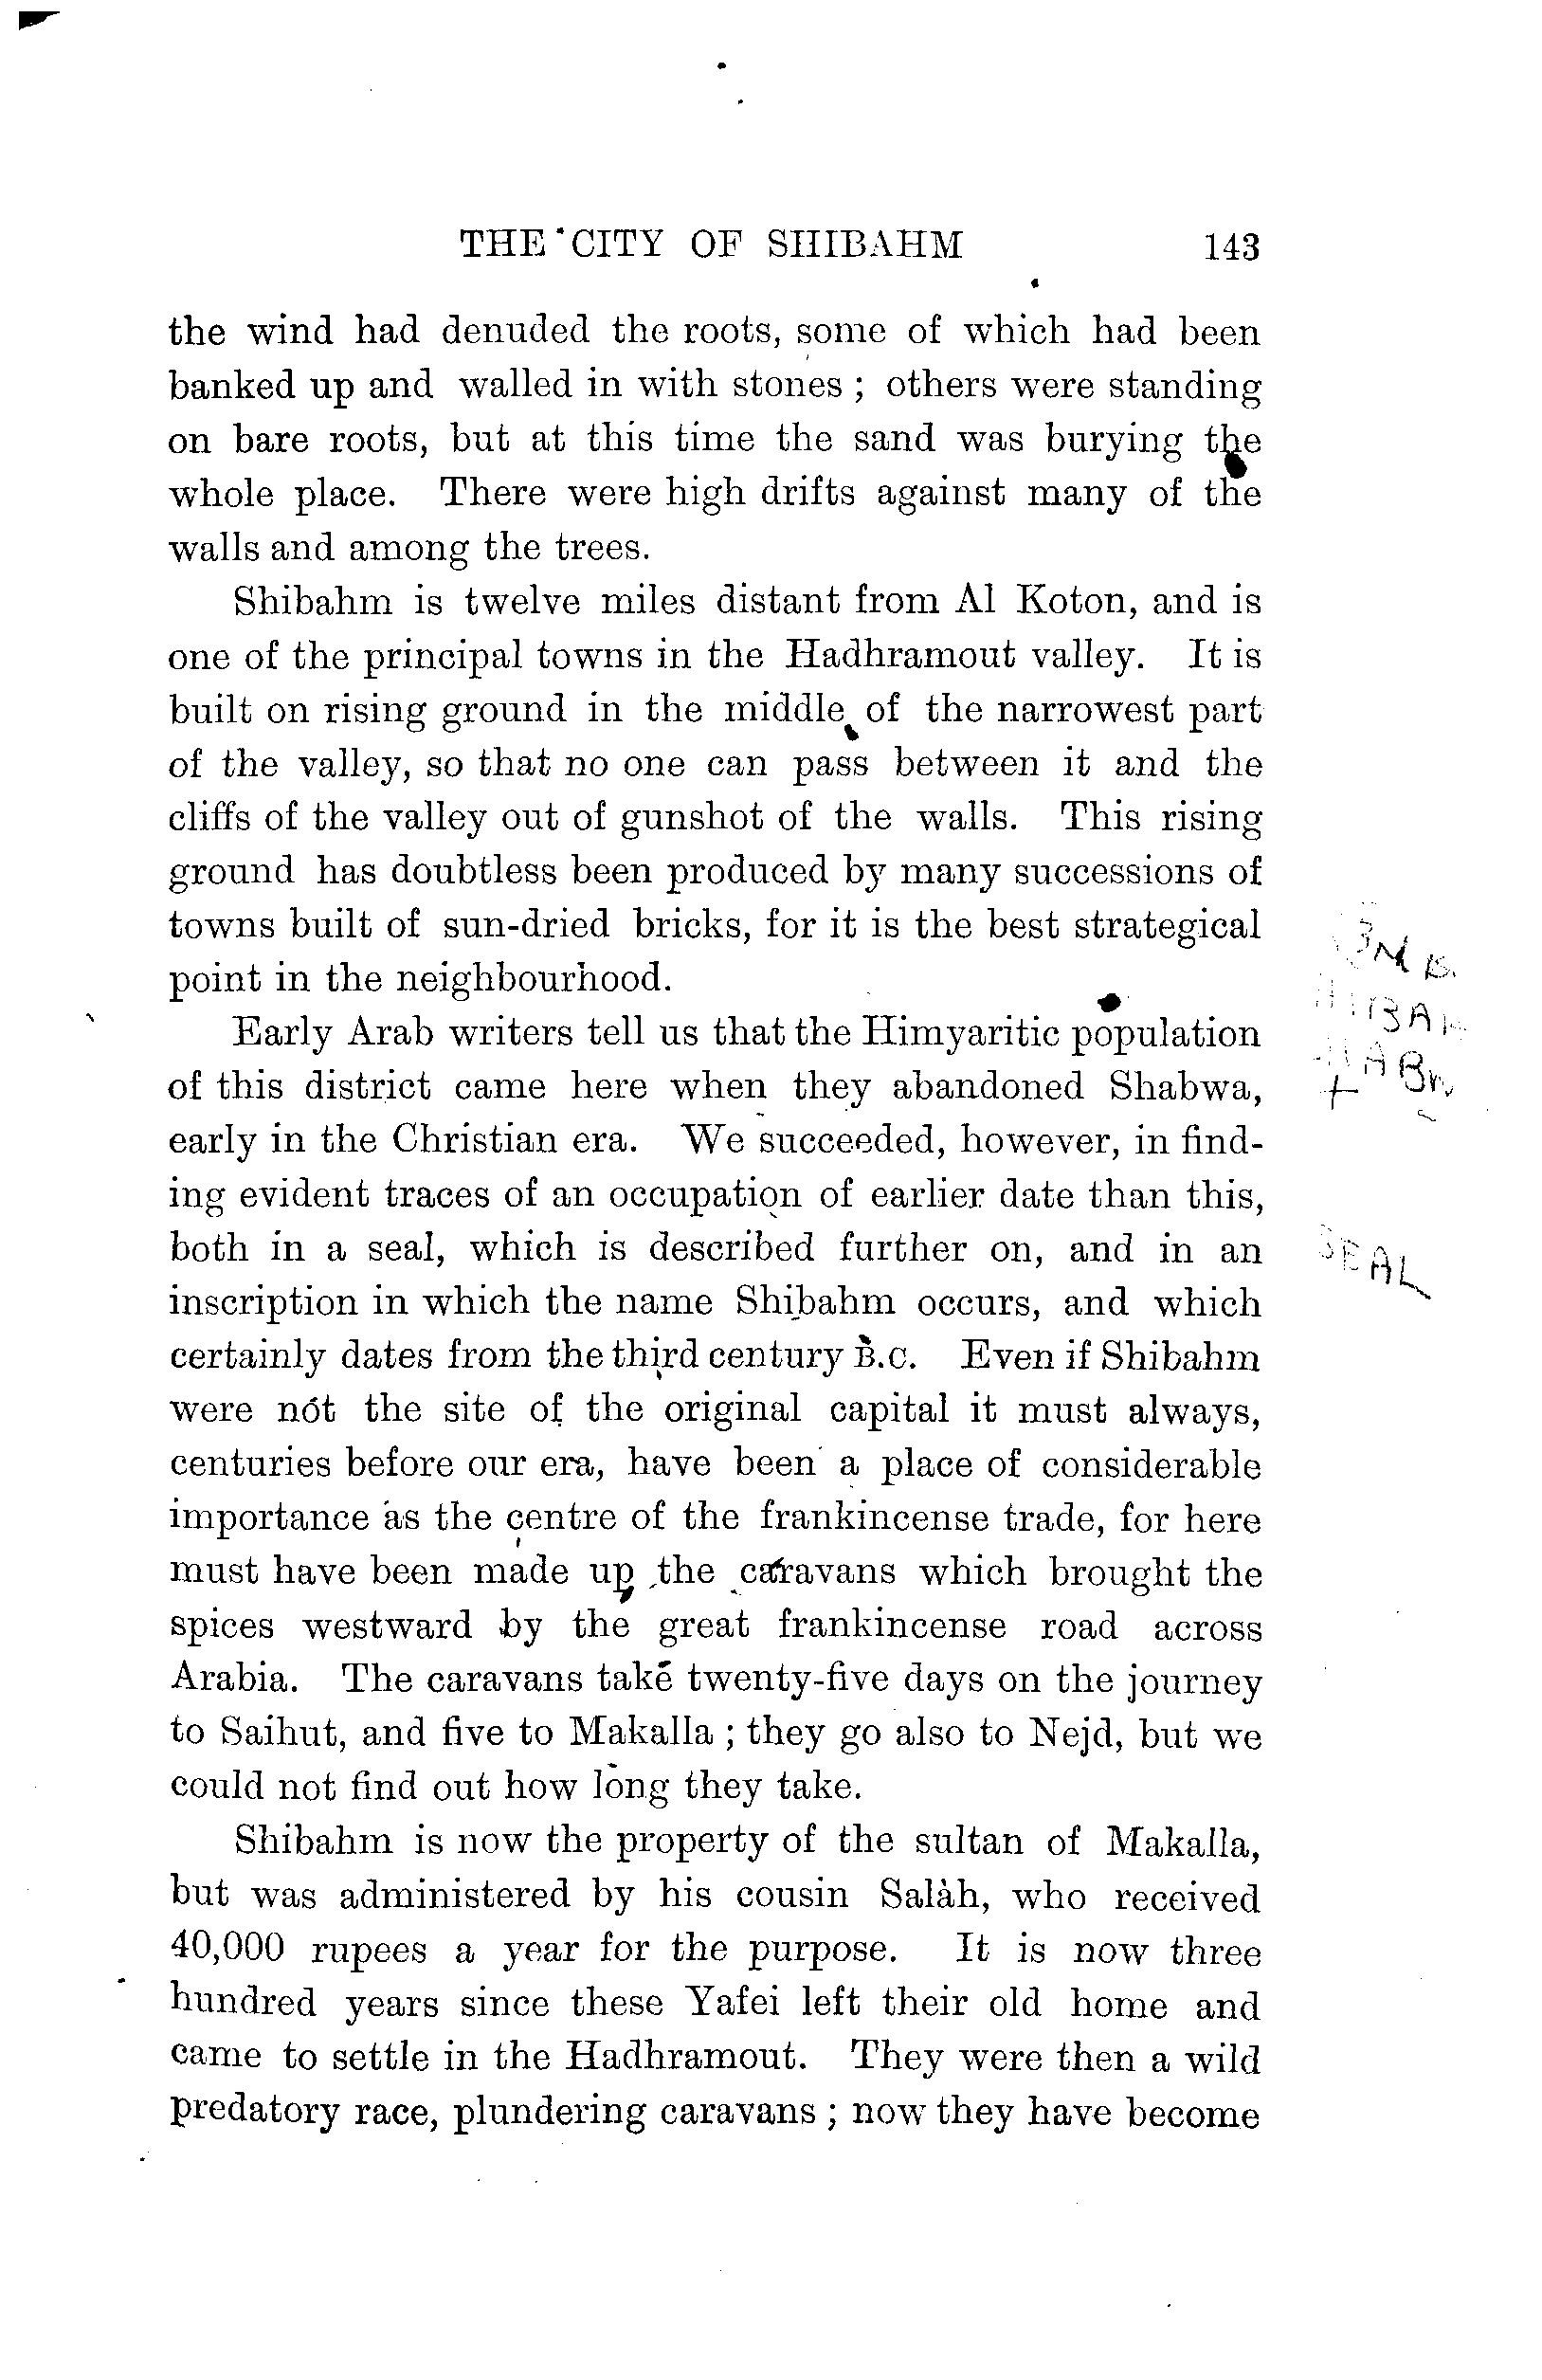 THE CITY OF SHIBAHM 143
the wind had denuded the roots, some of which had been
banked up and walled in with stones ; others were standing
on bare roots, but at this time the sand was burying the
whole place. There were high drifts against many of the
walls and among the trees.
Shibahm is twelve miles distant from Al Koton, and is
one of the principal towns in the Hadhramout valley. It is
built on rising ground in the middle of the narrowest part
of the valley, so that no one can pass between it and the
cliffs of the valley out of gunshot of the walls. This rising
ground has doubtless been produced by many successions of
towns built of sun-dried bricks, for it is the best strategical
point in the neighbourhood.
Early Arab writers tell us that the Himyaritic population
of this district came here when they abandoned Shabwa,
early in the Christian era. We succeeded, however, in find-
ing evident traces of an occupation of earlier date than this,
both in a seal, which is described further on, and in an
SEAL
inscription in which the name Shibahm occurs, and which
certainly dates from the third century B.C. Even if Shibahm
were not the site of the original capital it must always,
centuries before our era, have been a place of considerable
importance as the centre of the frankincense trade, for here
must have been made up the caravans which brought the
spices westward by the great frankincense road across
Arabia. The caravans take twenty-five days on the journey
to Saihut, and five to Makalla ; they go also to Nejd, but we
could not find out how long they take.
Shibahm is now the property of the sultan of Makalla,
but was administered by his cousin Salàh, who received
40,000 rupees a year for the purpose. It is now three
hundred years since these Yafei left their old home and
came to settle in the Hadhramout. They were then a wild
predatory race, plundering caravans ; now they have become